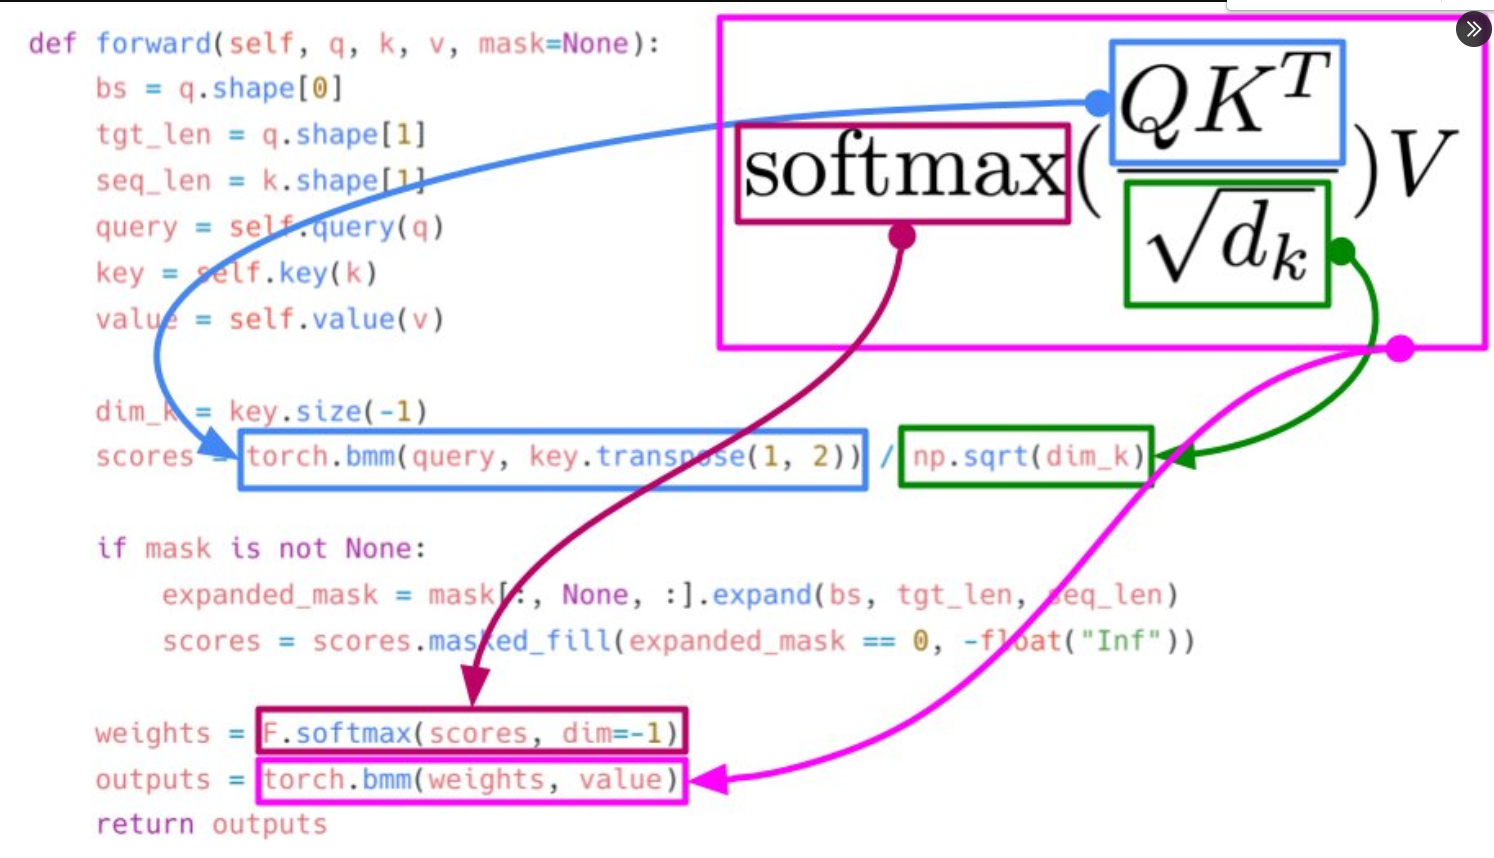 def forward(self, q, k, v, mask=None):
bs = q.shape[0]
tgt_len = q.shape[1]
seq_len = k.shape[1]
query = self.query(q)
key = self.key(k)
value = self.value(v)
dim_k = key.size(-1)
scores = torch.bmm(query, key.transpose(1, 2)) / np.sqrt(dim_k)
if mask is not None:
expanded_mask = mask[:, None, :].expand(bs, tgt_len, seq_len)
scores = scores.masked_fill(expanded_mask == 0, -float("Inf"))
weights = F.softmax(scores, dim=-1)
outputs = torch.bmm(weights, value)
return outputs
QK^T
softmax( )V
√d_k